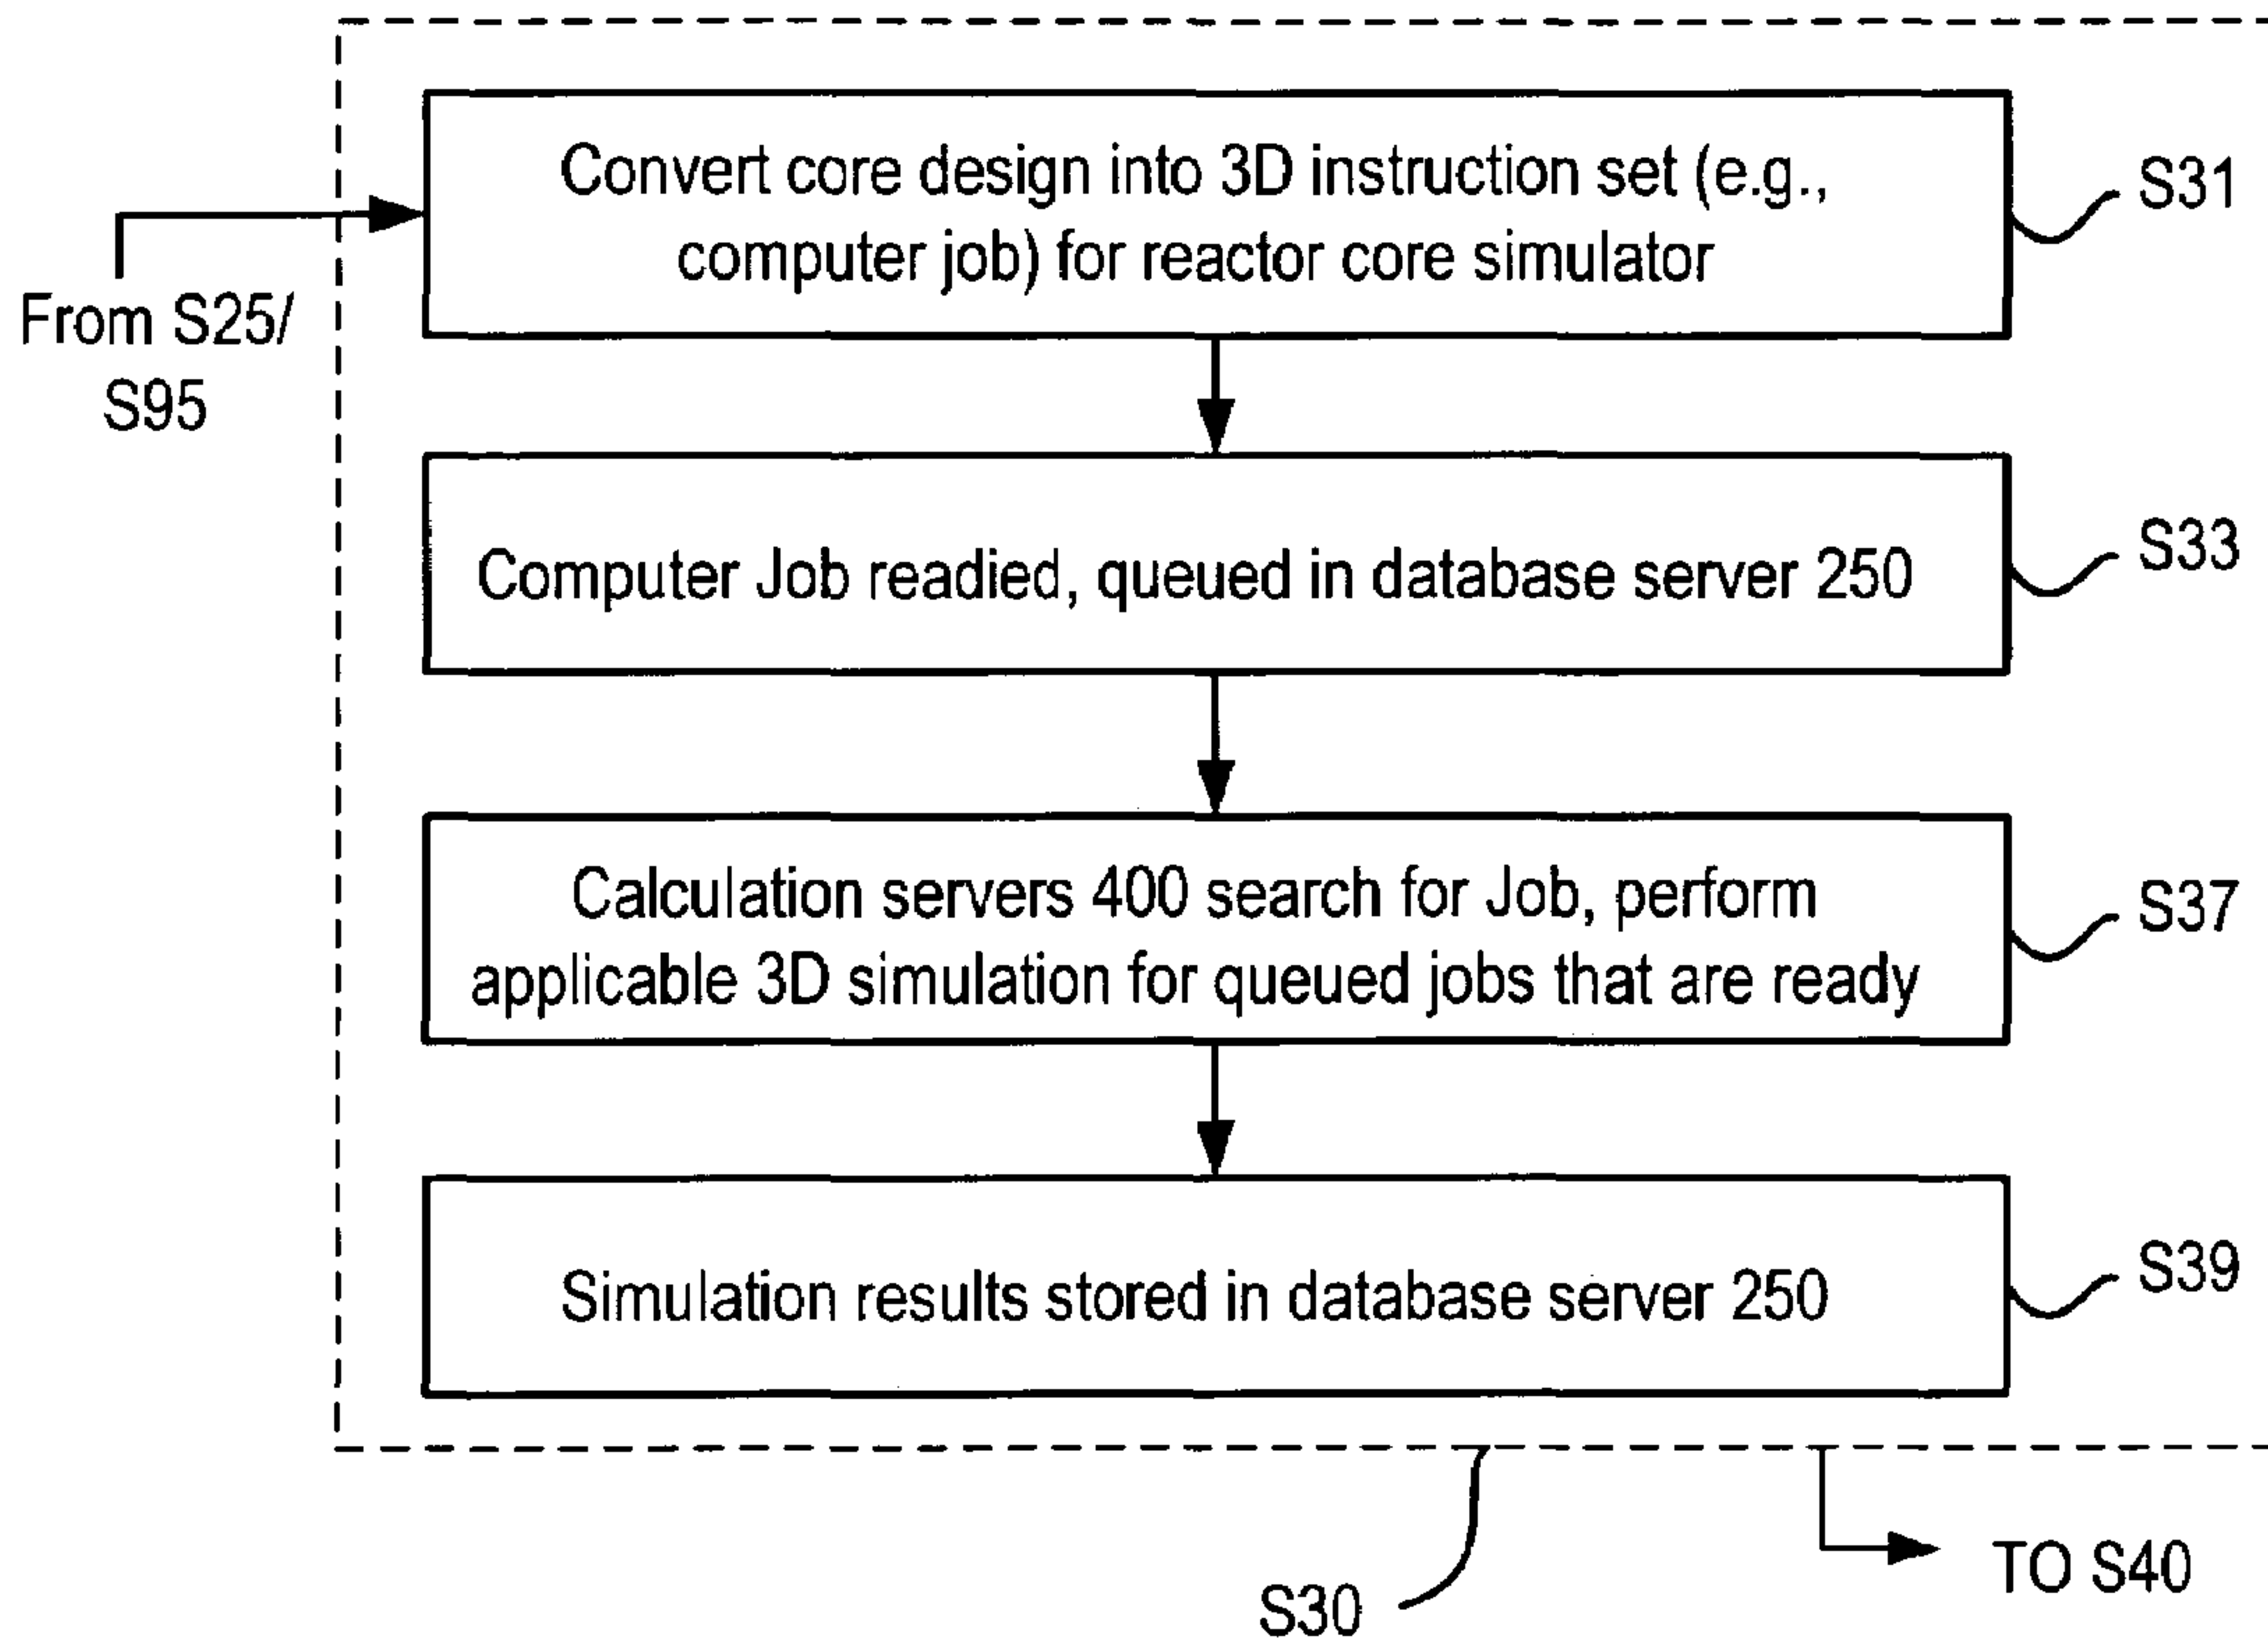 Convert core design into 3D instruction set (e.g.,
computer job) for reactor core simulator
S31
From S25/
S95
Computer Job readied, queued in database server 250
S33
Calculation servers 400 search for Job, perform
applicable 3D simulation for queued jobs that are ready
S37
Simulation results stored in database server 250
S39
S30
TO S40